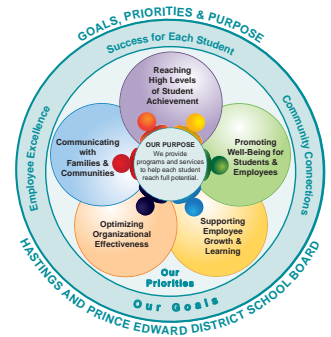 GOALS, PRIORITIES & PURPOSE
Success for Each Student
Employee Excellence
Community Connections
Reaching
High Levels
of Student
Achievement
Communicating
with
Families &
Communities
OUR PURPOSE
We provide
programs and services
to help each student
reach full potential.
Promoting
Well-Being for
Students &
Employees
Optimizing
Organizational
Effectiveness
Supporting
Employee
Growth &
Learning
Our
Priorities
Our Goals
HASTINGS AND PRINCE EDWARD DISTRICT SCHOOL BOARD